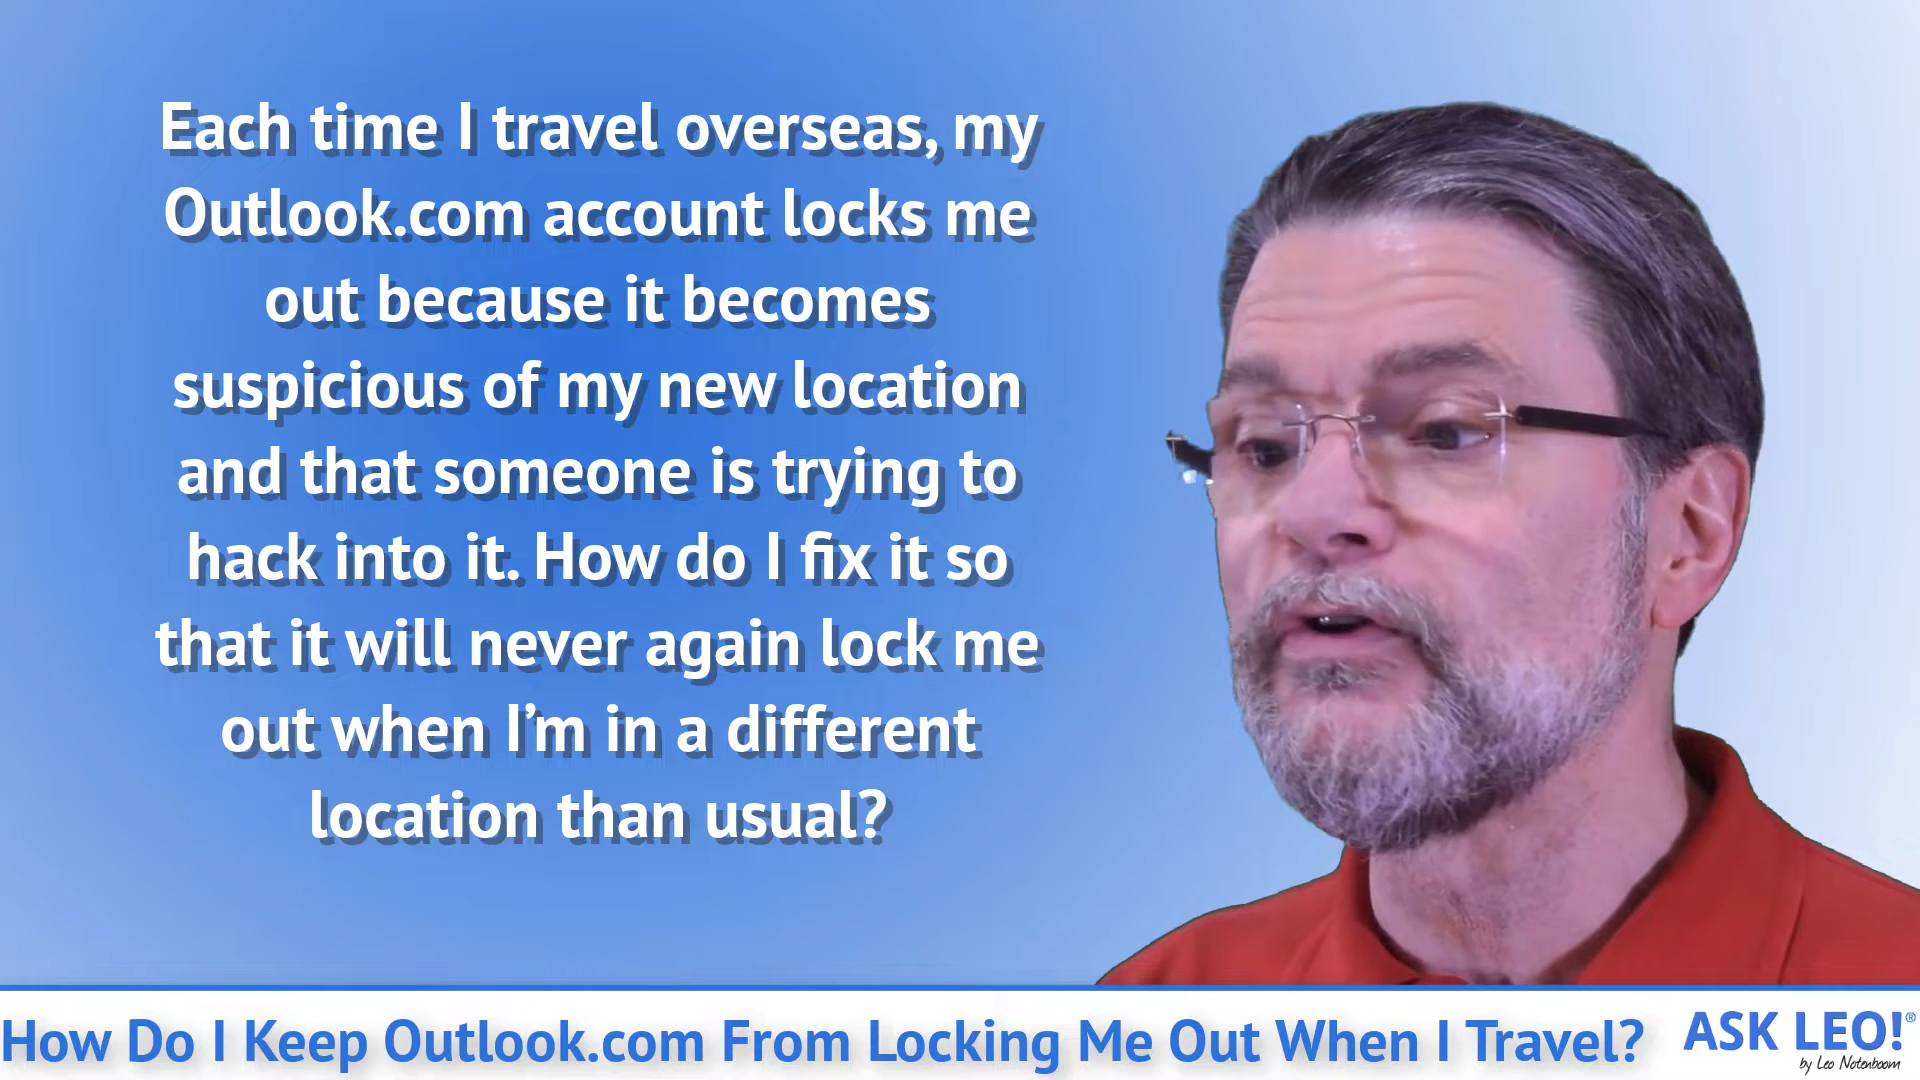 Each time I travel overseas, my
Outlook.com account locks me
out because it becomes
suspicious of my new location
and that someone is trying to
hack into it. How do I fix it so
that it will never again lock me
out when I’m in a different
location than usual?
How Do I Keep Outlook.com From Locking Me Out When I Travel?
ASK LEO!®
by Leo Notenboom